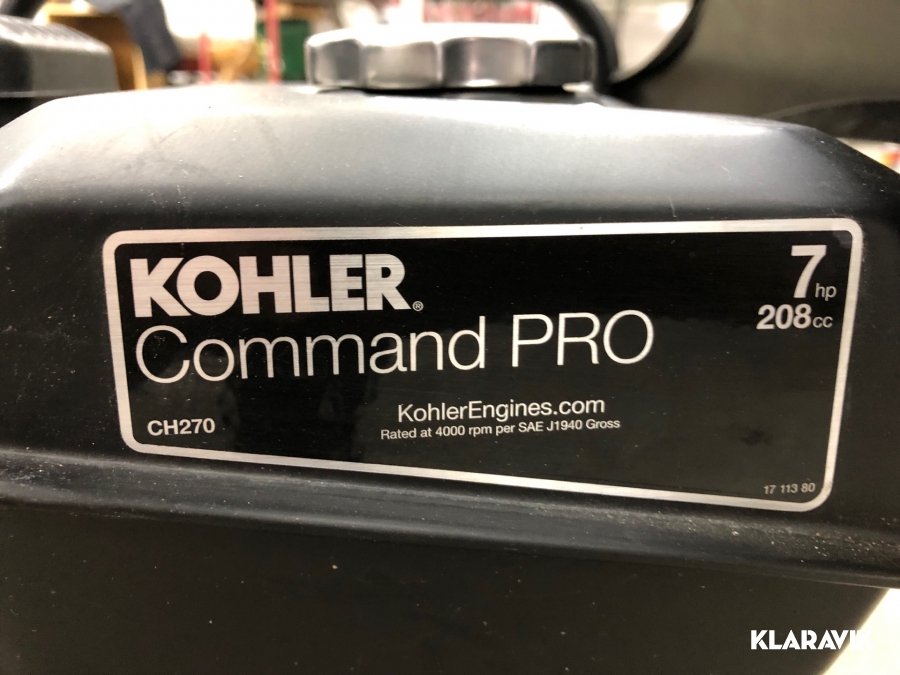 KOHLER®
Command PRO
7 hp
208cc
CH270
KohlerEngines.com
Rated at 4000 rpm per SAE J1940 Gross
17 113 80
KLARAVIK